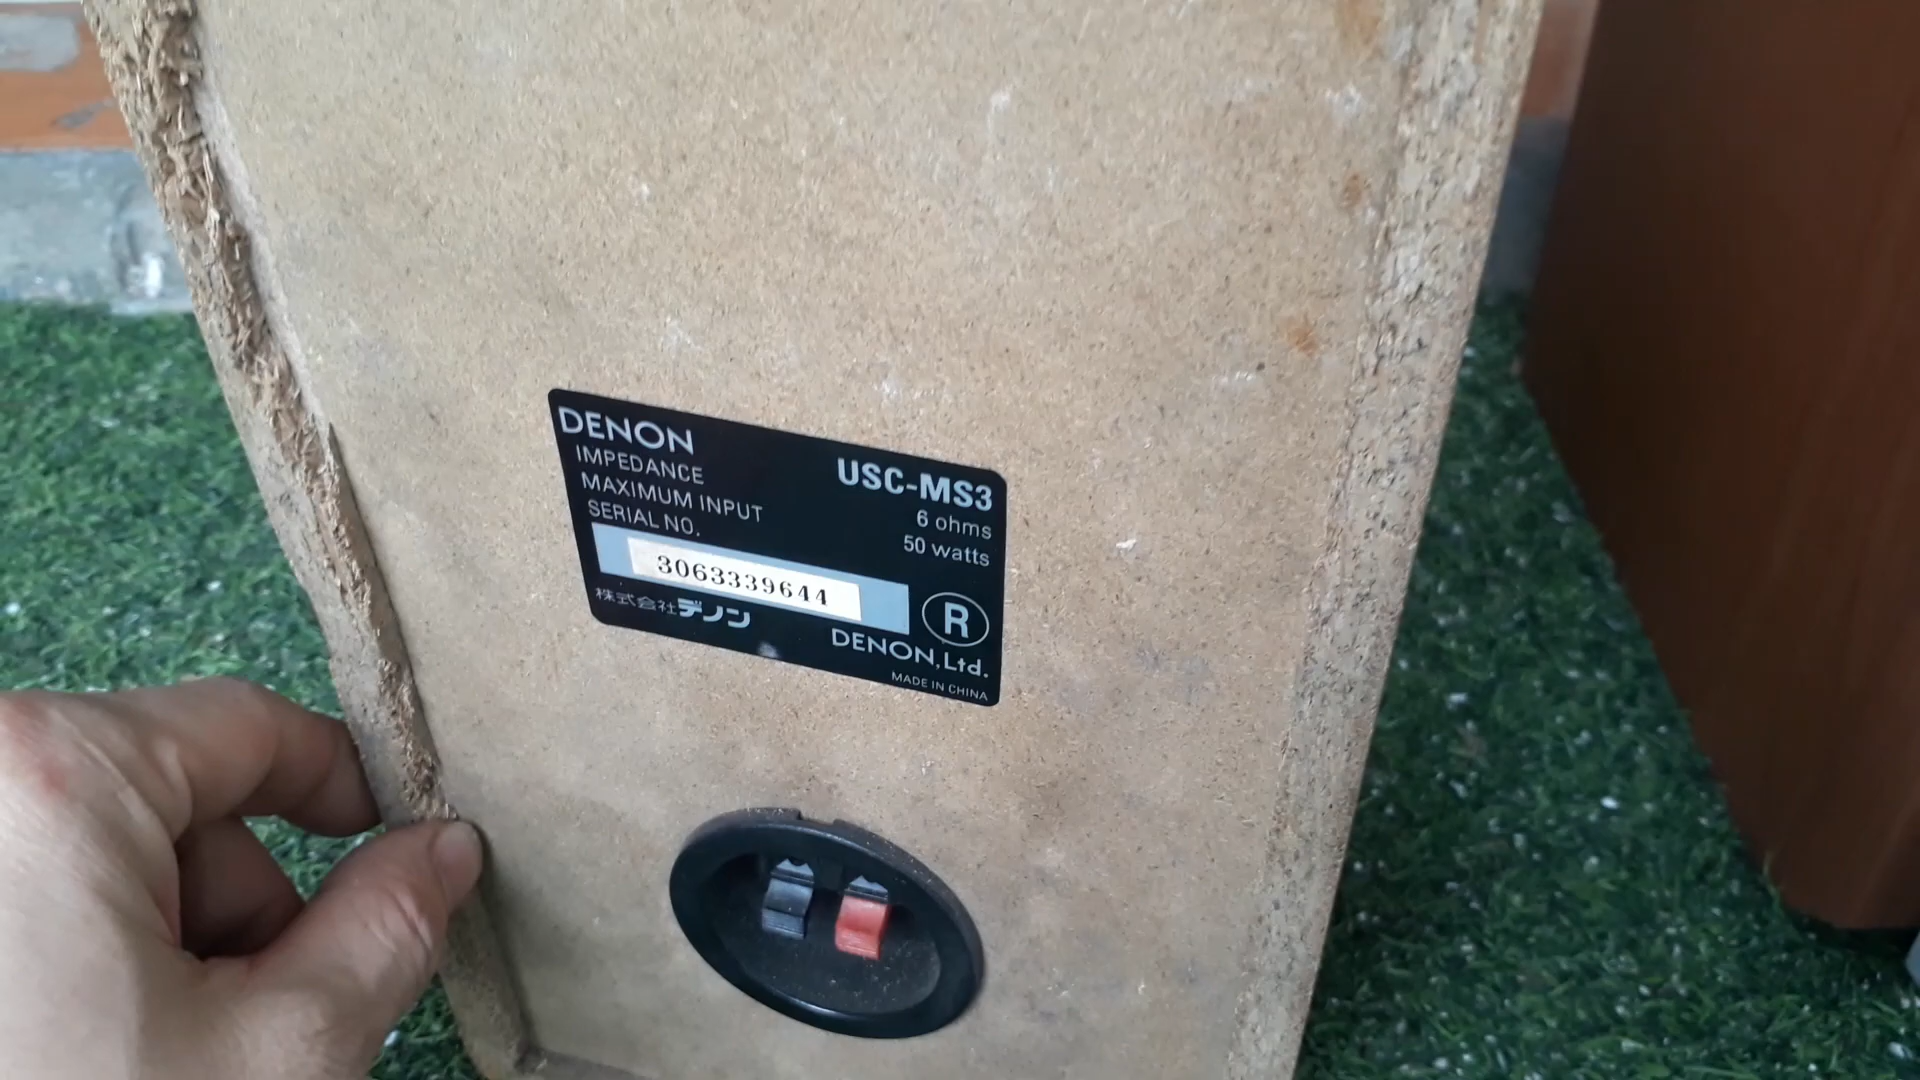 DENON
USC-MS3
IMPEDANCE 6 ohms
MAXIMUM INPUT 50 watts
SERIAL NO.
3063339644
R
株式会社デノン
DENON, Ltd.
MADE IN CHINA